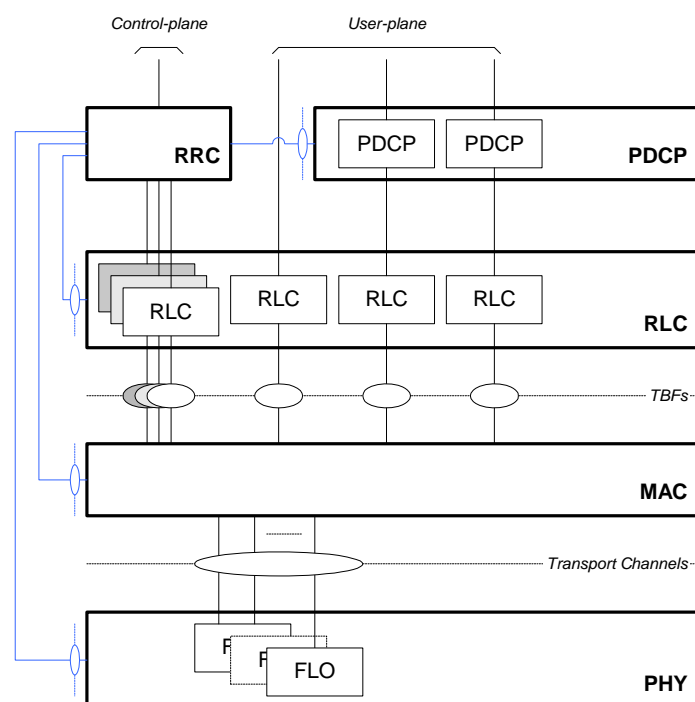 Control-plane
User-plane
RRC
PDCP
PDCP
PDCP
RLC
RLC
RLC
RLC
RLC
TBFs
MAC
Transport Channels
F
F
FLO
PHY